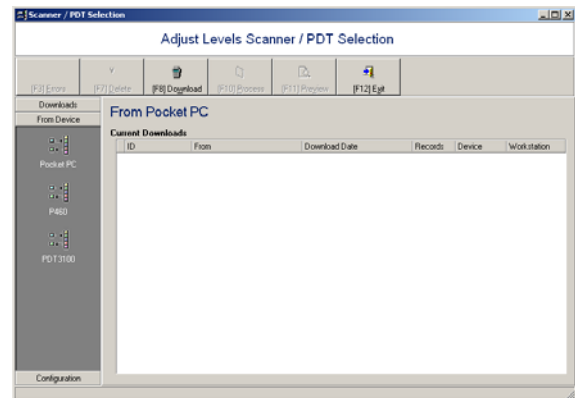 Scanner / PDT Selection
Adjust Levels Scanner / PDT Selection
[F3] Errors [F7] Delete [F8] Download [F10] Process [F11] Preview [F12] Exit
Downloads
From Device
From Pocket PC
Current Downloads
ID From Download Date Records Device Workstation
Pocket PC
P460
PDT3100
Configuration